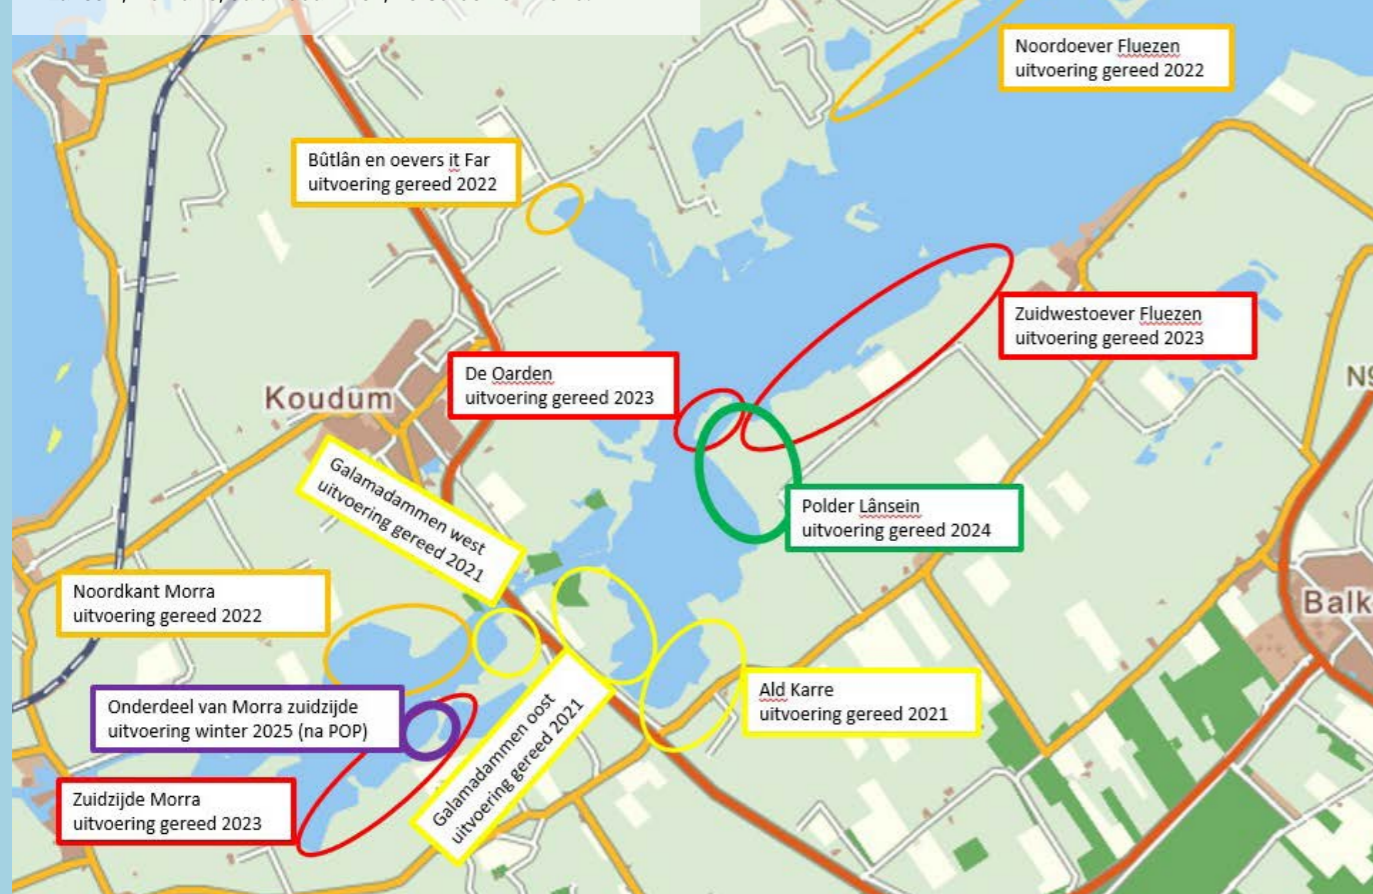 Noordoever Fluezen
uitvoering gereed 2022
Bûtlân en oevers it Far
uitvoering gereed 2022
Zuidwestoever Fluezen
uitvoering gereed 2023
De Oarden
uitvoering gereed 2023
Koudum
N9
Galamadammen west
uitvoering gereed 2021
Polder Lânsein
uitvoering gereed 2024
Noordkant Morra
uitvoering gereed 2022
Balk
Onderdeel van Morra zuidzijde
uitvoering winter 2025 (na POP)
Galamadammen oost
uitvoering gereed 2021
Ald Karre
uitvoering gereed 2021
Zuidzijde Morra
uitvoering gereed 2023